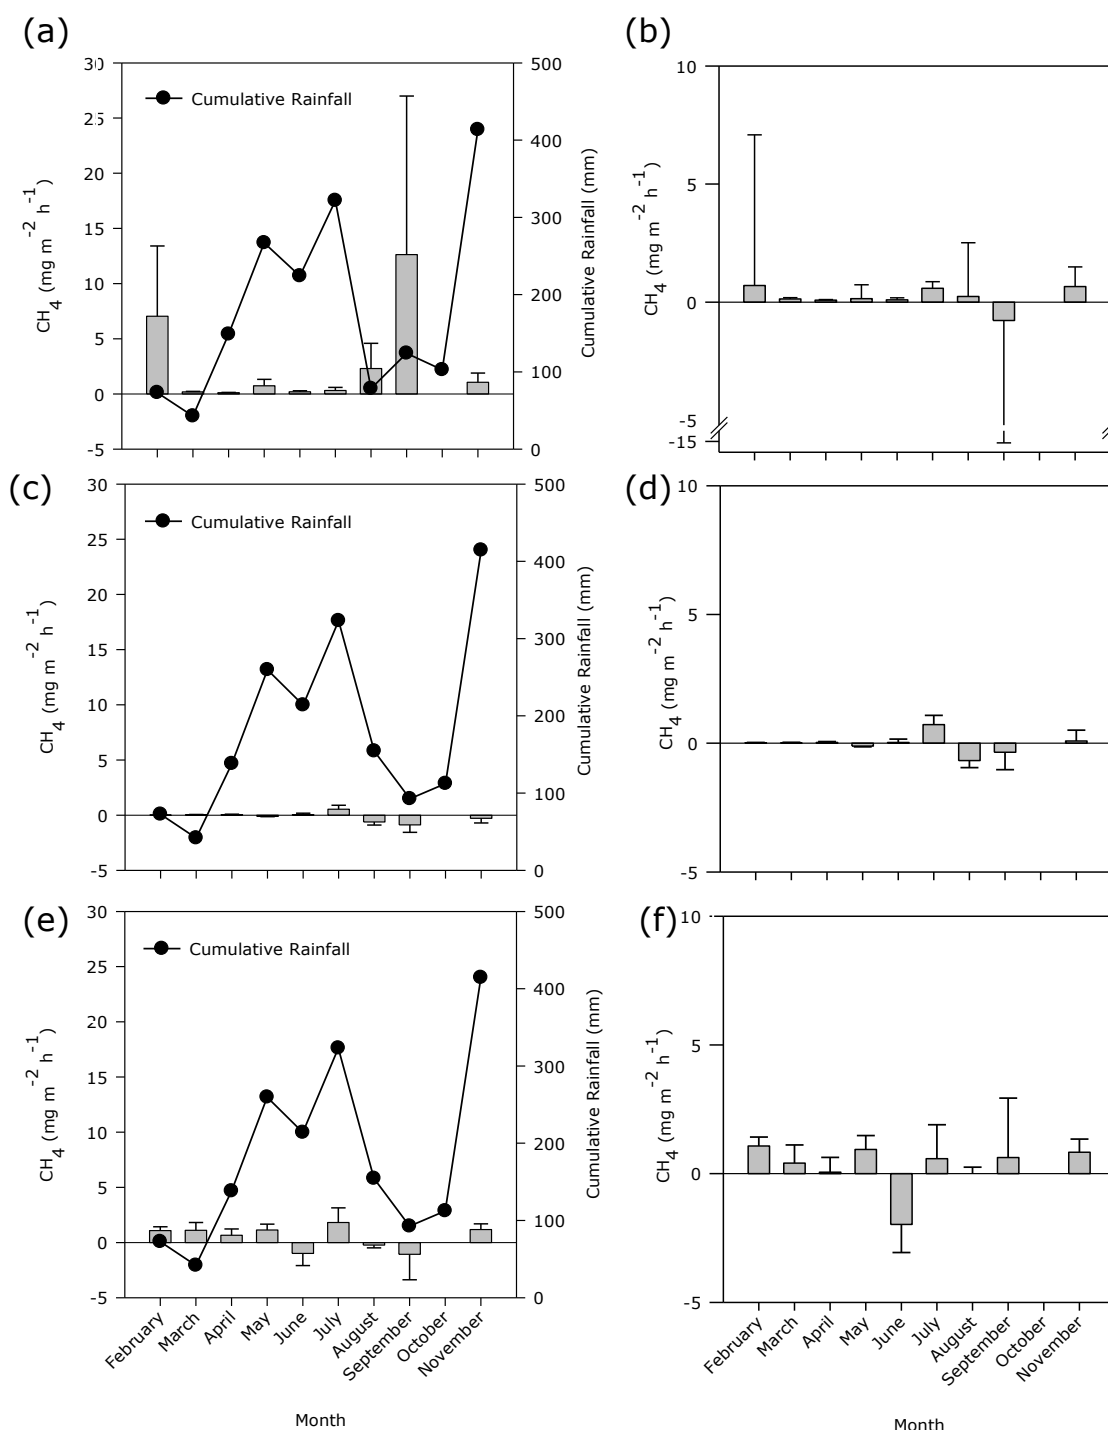 (a)
(b)
30
25
20
15
10
5
0
-5
CH4 (mg m-2 h-1)
Cumulative Rainfall
500
400
300
200
100
0
Cumulative Rainfall (mm)
10
5
0
-5
-15
CH4 (mg m-2 h-1)
(c)
(d)
30
25
20
15
10
5
0
-5
CH4 (mg m-2 h-1)
Cumulative Rainfall
500
400
300
200
100
0
Cumulative Rainfall (mm)
10
5
0
-5
CH4 (mg m-2 h-1)
(e)
(f)
30
25
20
15
10
5
0
-5
CH4 (mg m-2 h-1)
Cumulative Rainfall
500
400
300
200
100
0
Cumulative Rainfall (mm)
February
March
April
May
June
July
August
September
October
November
Month
10
5
0
-5
CH4 (mg m-2 h-1)
February
March
April
May
June
July
August
September
October
November
Month